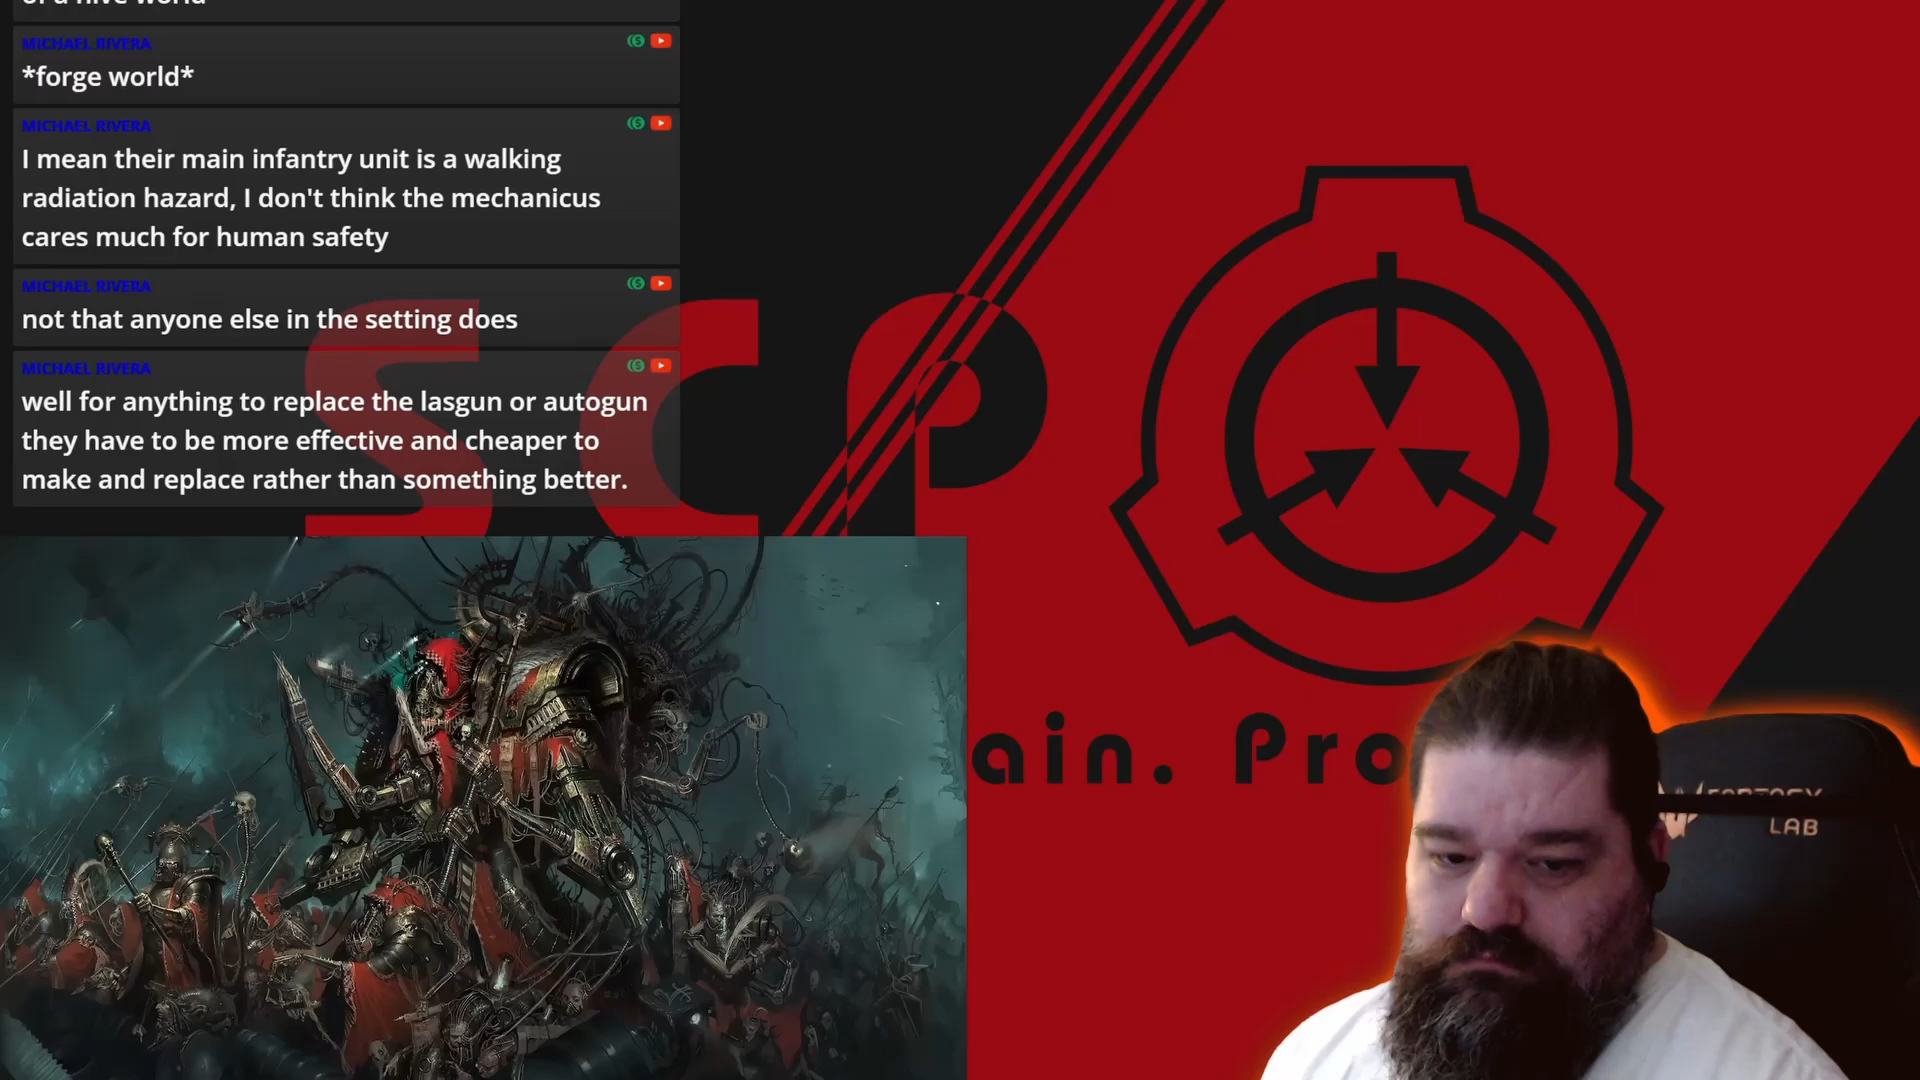 of a hive world
MICHAEL RIVERA
*forge world*
MICHAEL RIVERA
I mean their main infantry unit is a walking
radiation hazard, I don't think the mechanicus
cares much for human safety
MICHAEL RIVERA
not that anyone else in the setting does
MICHAEL RIVERA
well for anything to replace the lasgun or autogun
they have to be more effective and cheaper to
make and replace rather than something better.
SCP
ain. Pro
LAB